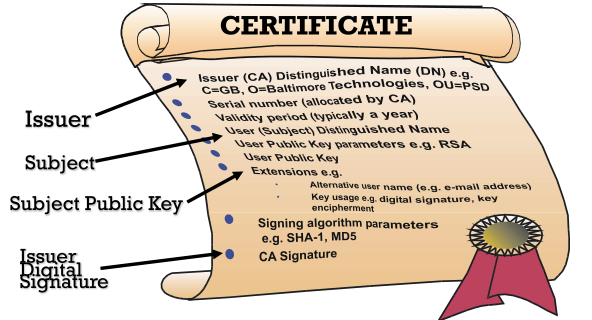 CERTIFICATE
Issuer (CA) Distinguished Name (DN) e.g.
C=GB, O=Baltimore Technologies, OU=PSD
Serial number (allocated by CA)
Validity period (typically a year)
User (Subject) Distinguished Name
User Public Key parameters e.g. RSA
User Public Key
Extensions e.g.
Alternative user name (e.g. e-mail address)
Key usage e.g. digital signature, key
encipherment
Signing algorithm parameters
e.g. SHA-1, MD5
CA Signature
Issuer
Subject
Subject Public Key
Issuer
Digital
Signature